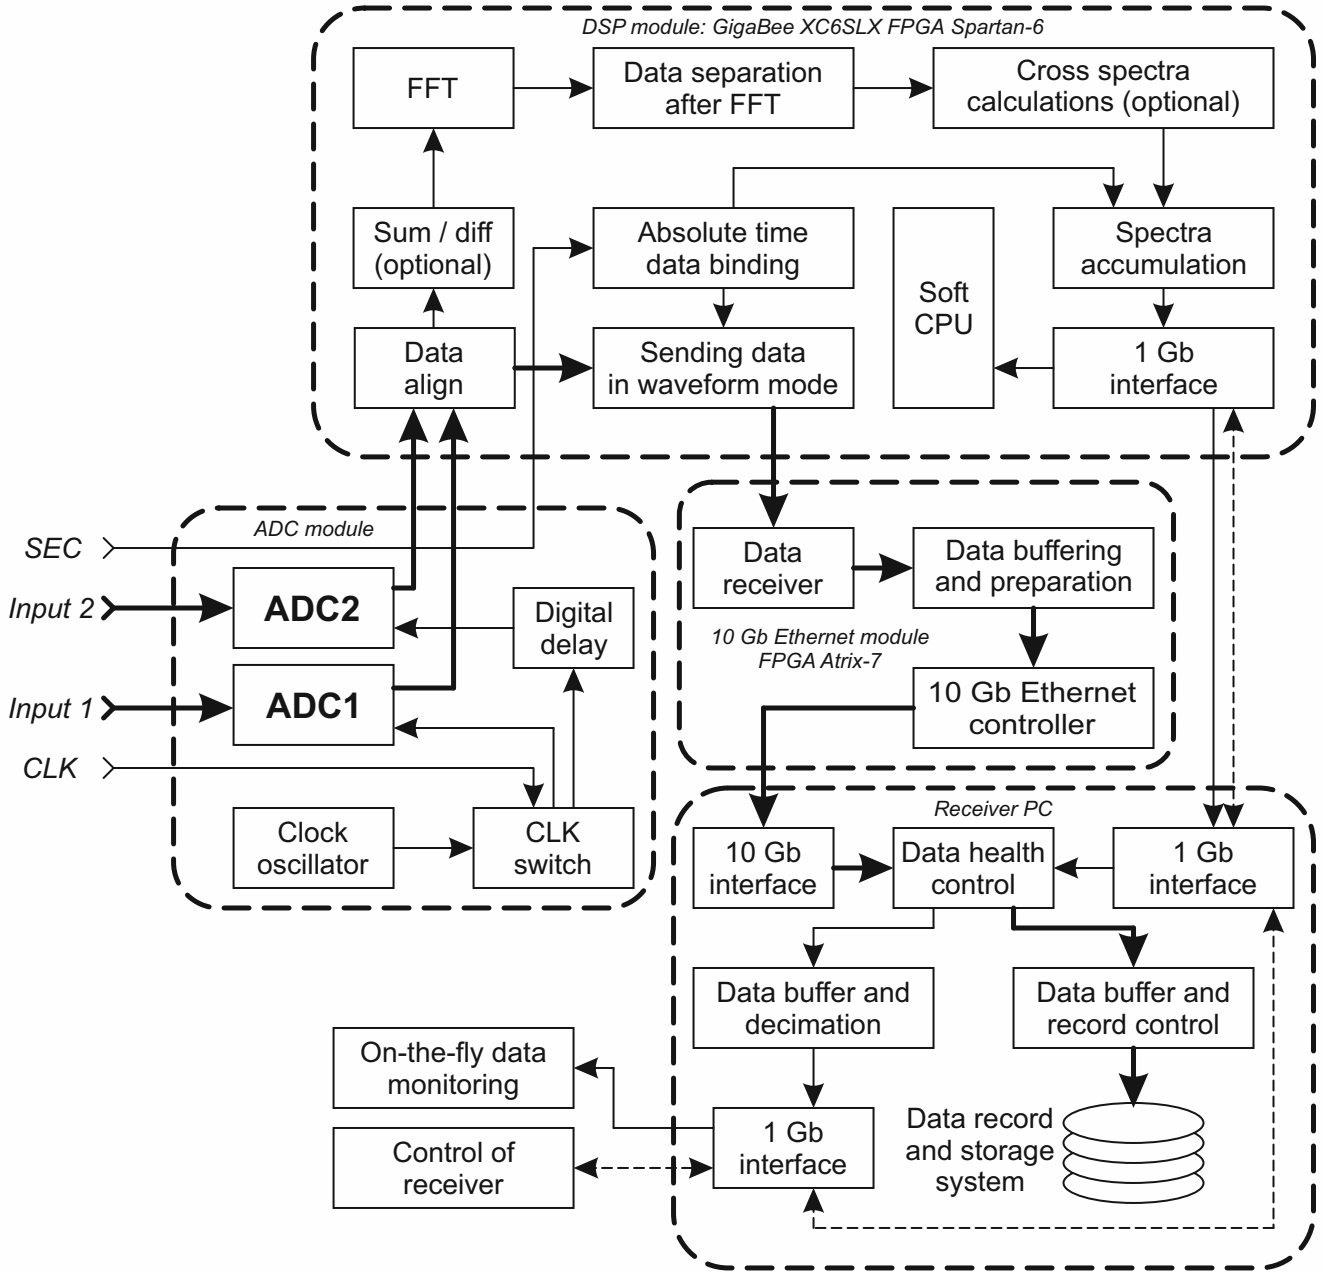 DSP module: GigaBee XC6SLX FPGA Spartan-6
FFT
Data separation
after FFT
Cross spectra
calculations (optional)
Sum / diff
(optional)
Absolute time
data binding
Soft
CPU
Spectra
accumulation
Data
align
Sending data
in waveform mode
1 Gb
interface
ADC module
SEC
Input 2
ADC2
Digital
delay
Input 1
ADC1
CLK
Clock
oscillator
CLK
switch
Data
receiver
Data buffering
and preparation
10 Gb Ethernet module
FPGA Atrix-7
10 Gb Ethernet
controller
Receiver PC
10 Gb
interface
Data health
control
1 Gb
interface
Data buffer and
decimation
Data buffer and
record control
On-the-fly data
monitoring
Control of
receiver
1 Gb
interface
Data record
and storage
system